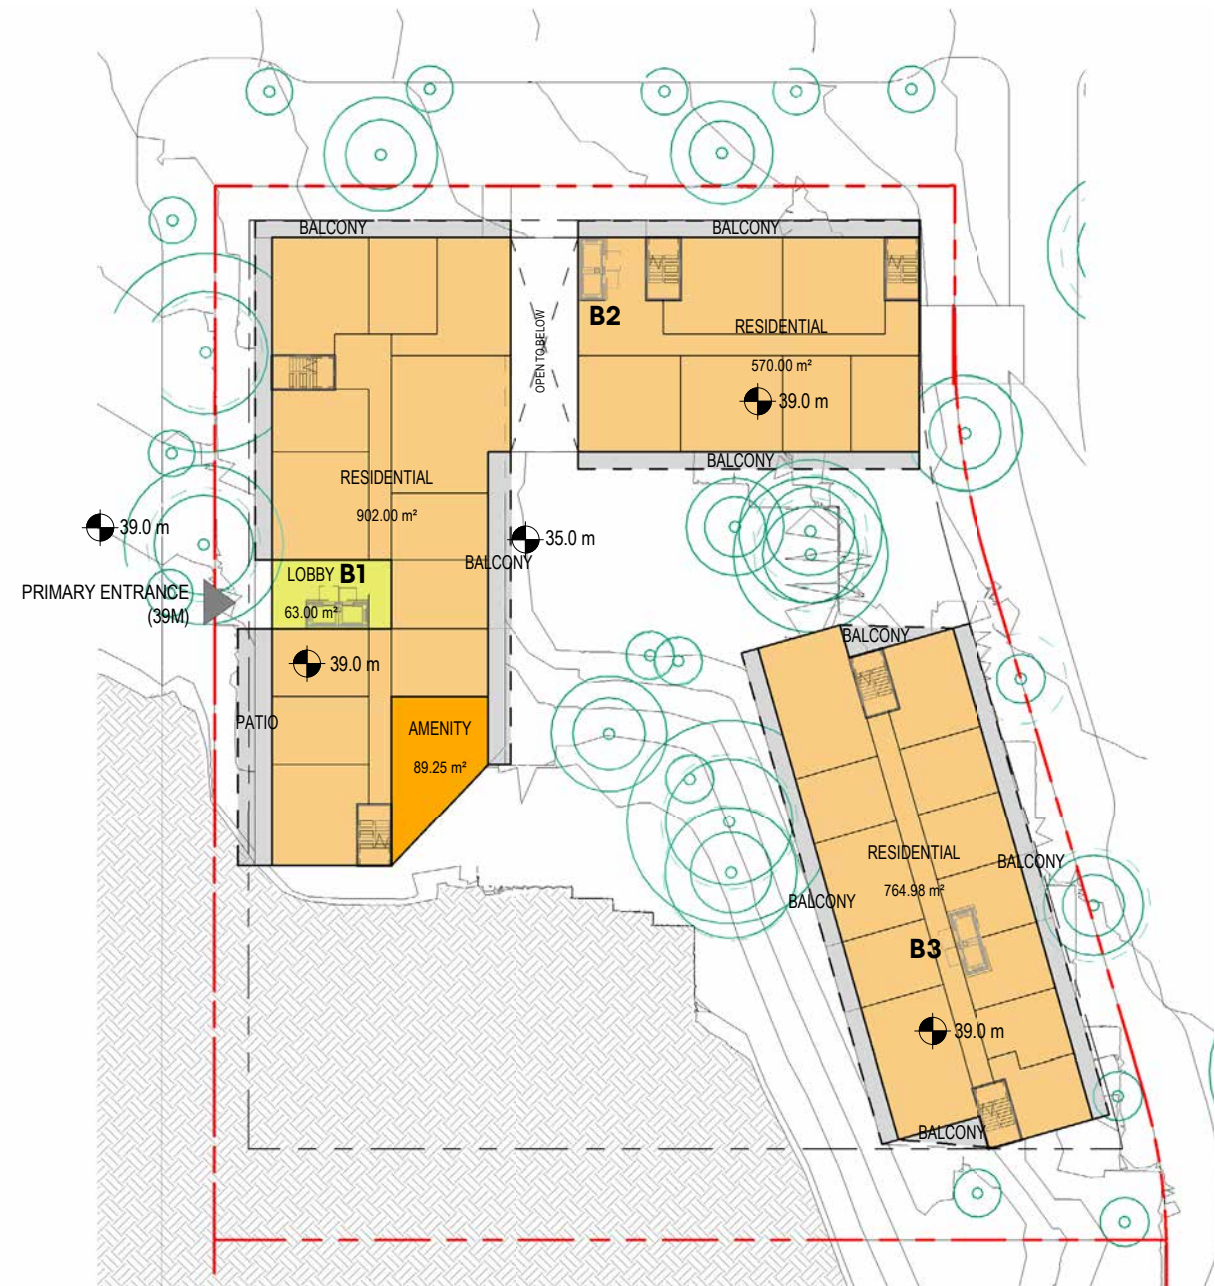 BALCONY
BALCONY
B2
OPEN TO BELOW
RESIDENTIAL
570.00 m²
39.0 m
BALCONY
RESIDENTIAL
902.00 m²
39.0 m
35.0 m
BALCONY
LOBBY B1
PRIMARY ENTRANCE
(39M)
63.00 m²
39.0 m
BALCONY
PATIO
AMENITY
89.25 m²
RESIDENTIAL
764.98 m²
BALCONY
BALCONY
B3
39.0 m
BALCONY